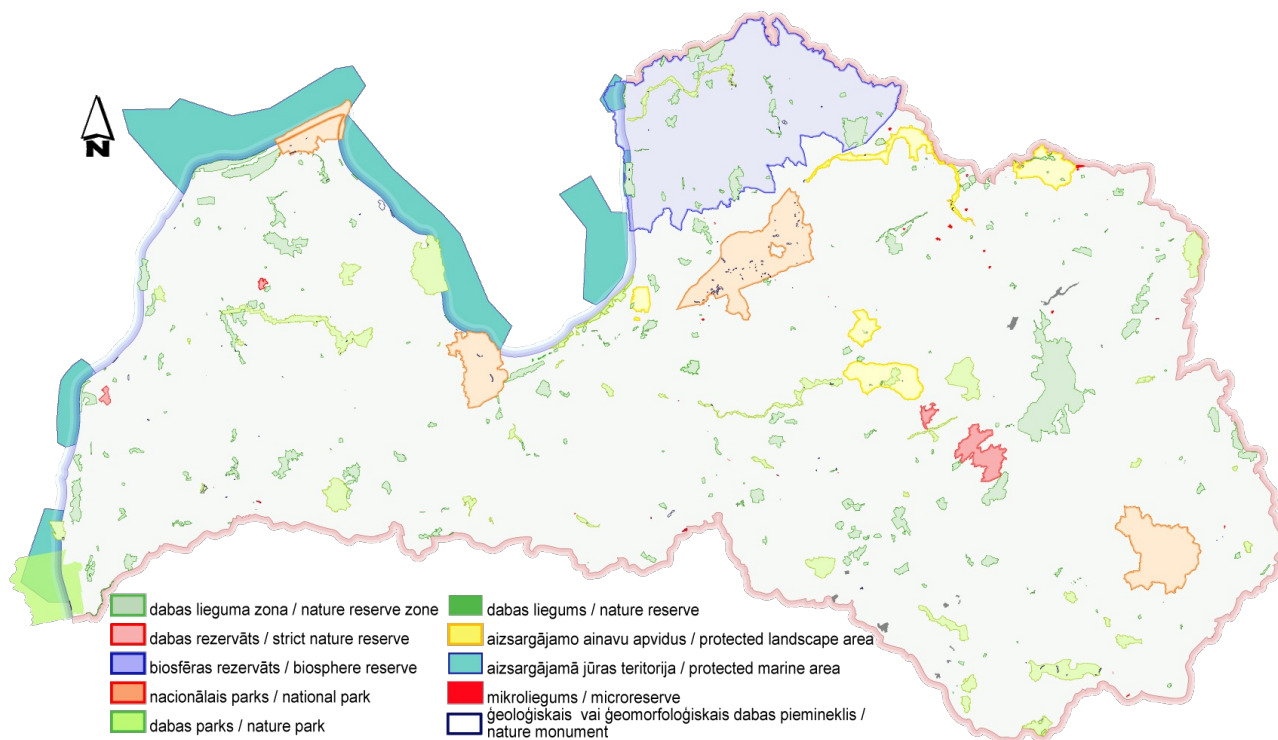 N
dabas lieguma zona / nature reserve zone
dabas rezervāts / strict nature reserve
biosfēras rezervāts / biosphere reserve
nacionālais parks / national park
dabas parks / nature park
dabas liegums / nature reserve
aizsargājamo ainavu apvidus / protected landscape area
aizsargājamā jūras teritorija / protected marine area
mikroliegums / microreserve
ģeoloģiskais vai ģeomorfoloģiskais dabas piemineklis /
nature monument